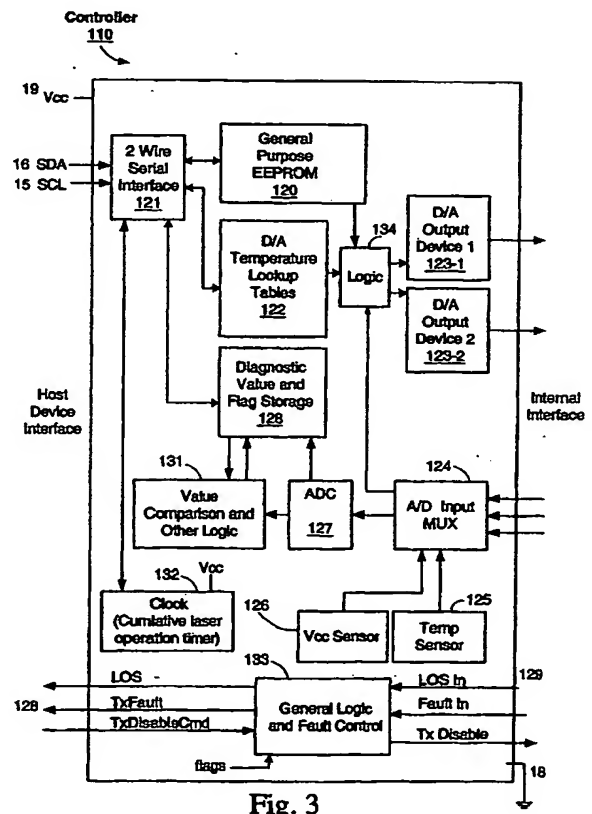 Controller
110
19 Vcc
16 SDA
15 SCL
2 Wire
Serial
Interface
121
General
Purpose
EEPROM
120
D/A
Temperature
Lookup
Tables
122
134
Logic
D/A
Output
Device 1
123-1
D/A
Output
Device 2
123-2
Host
Device
Interface
Internal
Interface
Diagnostic
Value and
Flag Storage
128
131
Value
Comparison and
Other Logic
ADC
127
124
A/D Input
MUX
132
Vcc
Clock
(Cumlative laser
operation timer)
126
Vcc Sensor
125
Temp
Sensor
133
General Logic
and Fault Control
LOS
128
TxFault
TxDisableCmd
flags
LOS In
129
Fault In
Tx Disable
18
Fig. 3